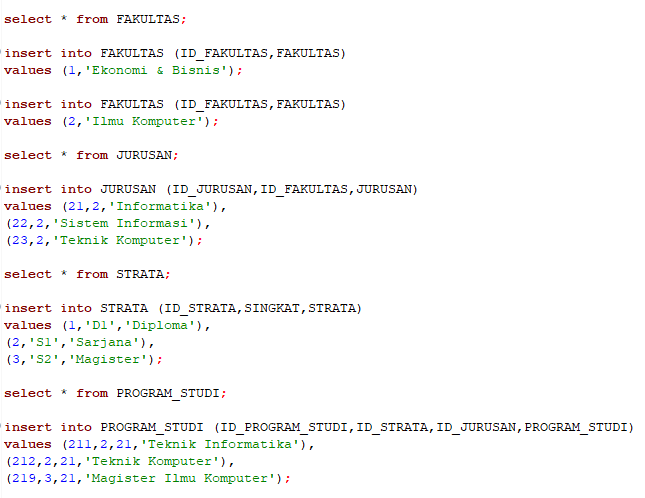 select * from FAKULTAS;
insert into FAKULTAS (ID_FAKULTAS,FAKULTAS)
values (1,'Ekonomi & Bisnis');
insert into FAKULTAS (ID_FAKULTAS,FAKULTAS)
values (2,'Ilmu Komputer');
select * from JURUSAN;
insert into JURUSAN (ID_JURUSAN,ID_FAKULTAS,JURUSAN)
values (21,2,'Informatika'),
(22,2,'Sistem Informasi'),
(23,2,'Teknik Komputer');
select * from STRATA;
insert into STRATA (ID_STRATA,SINGKAT,STRATA)
values (1,'D1','Diploma'),
(2,'S1','Sarjana'),
(3,'S2','Magister');
select * from PROGRAM_STUDI;
insert into PROGRAM_STUDI (ID_PROGRAM_STUDI,ID_STRATA,ID_JURUSAN,PROGRAM_STUDI)
values (211,2,21,'Teknik Informatika'),
(212,2,21,'Teknik Komputer'),
(219,3,21,'Magister Ilmu Komputer');